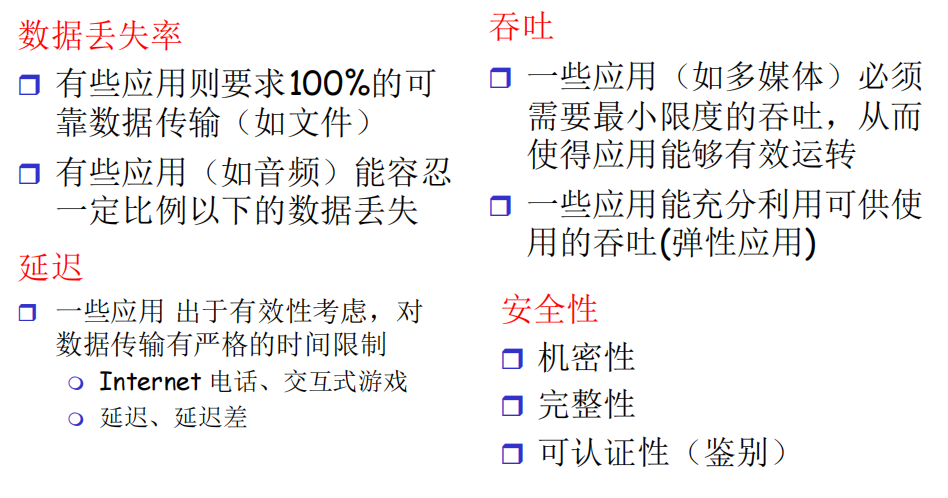 数据丢失率
有些应用则要求100%的可
靠数据传输（如文件）
有些应用（如音频）能容忍
一定比例以下的数据丢失
延迟
一些应用 出于有效性考虑，对
数据传输有严格的时间限制
Internet 电话、交互式游戏
延迟、延迟差
吞吐
一些应用（如多媒体）必须
需要最小限度的吞吐，从而
使得应用能够有效运转
一些应用能充分利用可供使
用的吞吐(弹性应用)
安全性
机密性
完整性
可认证性（鉴别）